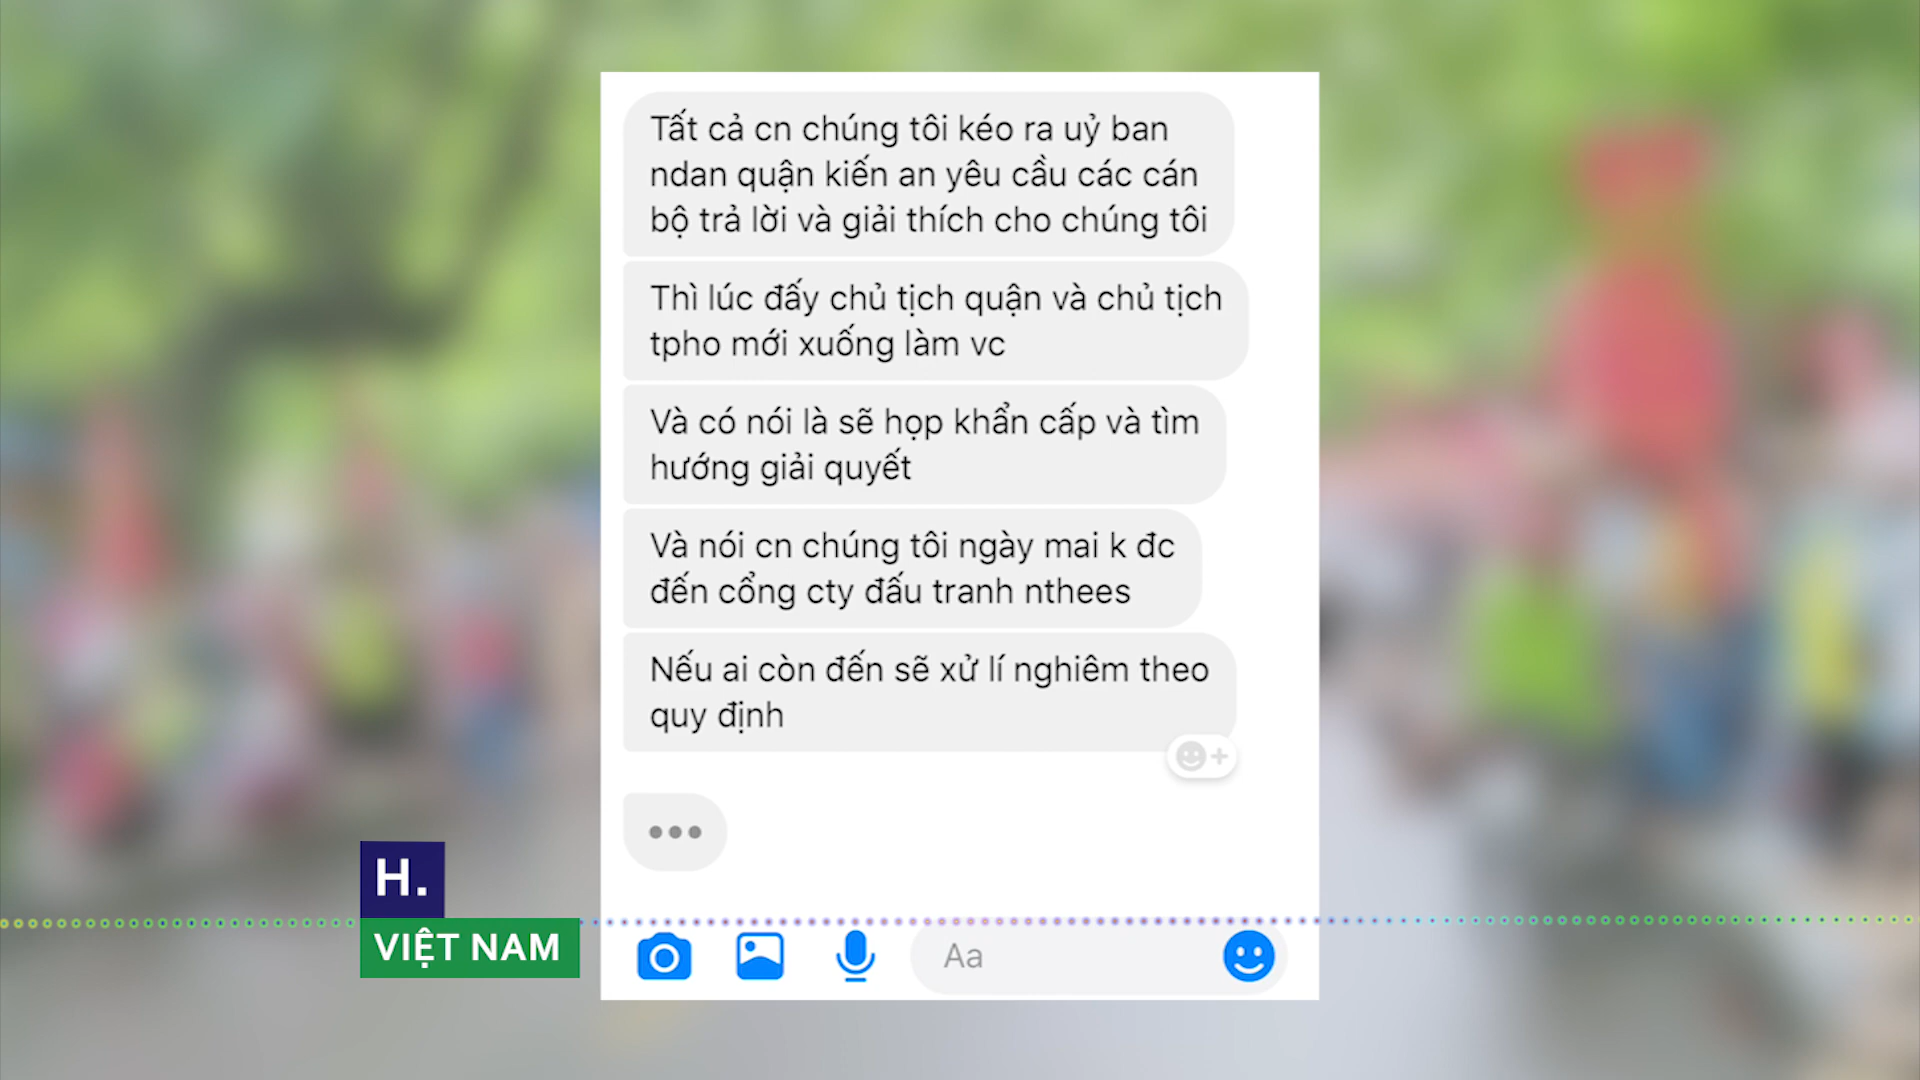 Tất cả cn chúng tôi kéo ra uỷ ban
ndan quận kiến an yêu cầu các cán
bộ trả lời và giải thích cho chúng tôi
Thì lúc đấy chủ tịch quận và chủ tịch
tpho mới xuống làm vc
Và có nói là sẽ họp khẩn cấp và tìm
hướng giải quyết
Và nói cn chúng tôi ngày mai k đc
đến cổng cty đấu tranh nthees
Nếu ai còn đến sẽ xử lí nghiêm theo
quy định
H.
VIỆT NAM
Aa